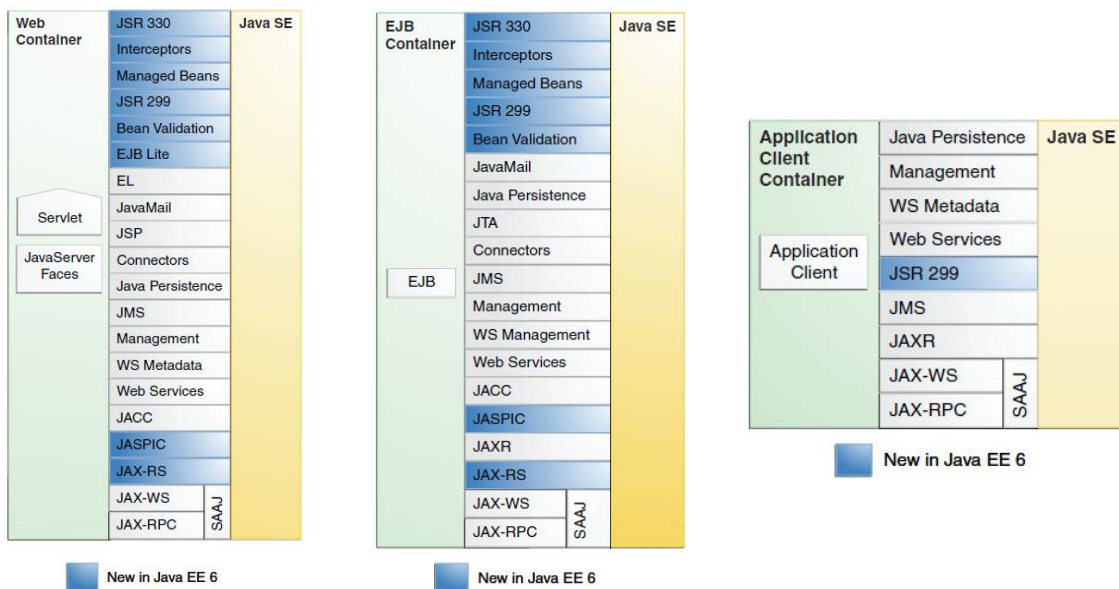 Web
Container
Servlet
JavaServer
Faces
JSR 330
Interceptors
Managed Beans
JSR 299
Bean Validation
EJB Lite
EL
JavaMail
JSP
Connectors
Java Persistence
JMS
Management
WS Metadata
Web Services
JACC
JASPIC
JAX-RS
JAX-WS
JAX-RPC
SAAJ
Java SE
New in Java EE 6
EJB
Container
EJB
JSR 330
Interceptors
Managed Beans
JSR 299
Bean Validation
JavaMail
Java Persistence
JTA
Connectors
JMS
Management
WS Management
Web Services
JACC
JASPIC
JAXR
JAX-RS
JAX-WS
JAX-RPC
SAAJ
Java SE
New in Java EE 6
Application
Client
Container
Application
Client
Java Persistence
Management
WS Metadata
Web Services
JSR 299
JMS
JAXR
JAX-WS
JAX-RPC
SAAJ
Java SE
New in Java EE 6